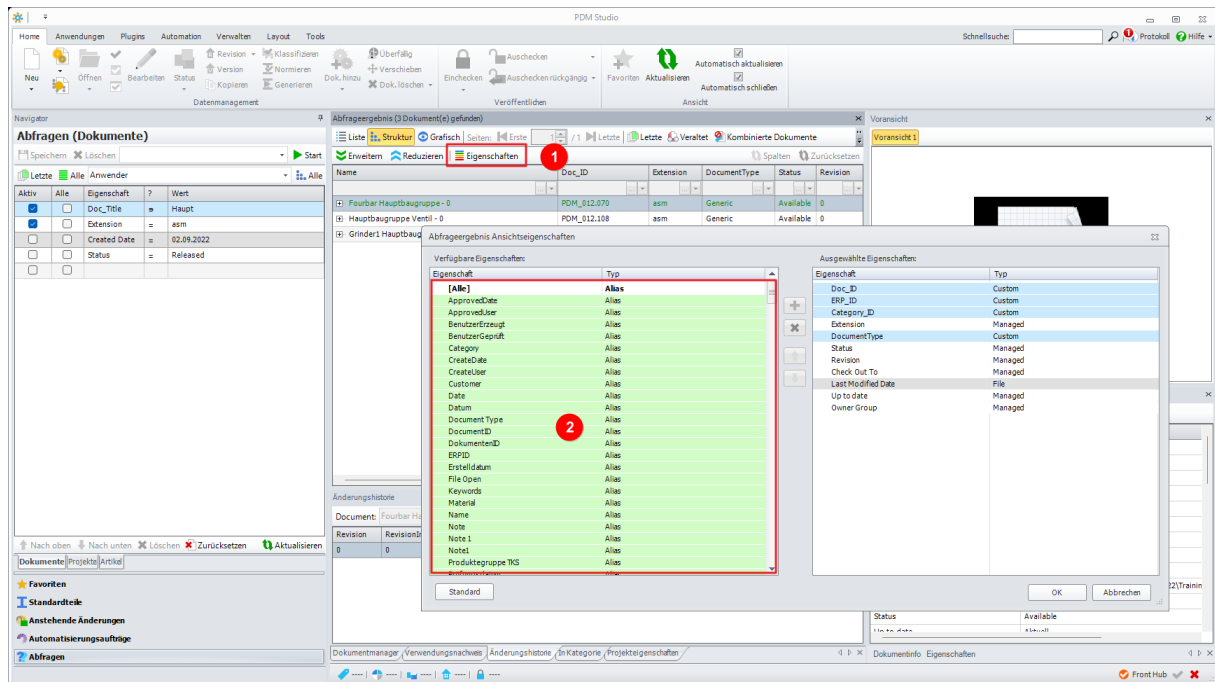 PDM Studio
Home Anwendungen Plugins Automation Verwalten Layout Tools
Schnellsuche: Protokoll Hilfe
Neu
Öffnen
Bearbeiten
Status
Revision
Version
Kopieren
Klassifizieren
Normieren
Generieren
Datenmanagement
Dok. hinzu
Überfällig
Verschieben
Dok. löschen
Einchecken
Auschecken
Auschecken rückgängig
Veröffentlichen
Favoriten
Aktualisieren
Automatisch aktualisieren
Automatisch schließen
Ansicht
Navigator
Abfragen (Dokumente)
Speichern Löschen Start
Letzte Alle Anwender Alle
Aktiv Alle Eigenschaft ? Wert
Doc_Title Haupt
Extension = asm
Created Date = 02.09.2022
Status = Released
Nach oben Nach unten Löschen Zurücksetzen Aktualisieren
Dokumente Projekte Artikel
Favoriten
Standardteile
Anstehende Änderungen
Automatisierungsaufträge
Abfragen
Abfrageergebnis (3 Dokument(e) gefunden)
Liste Struktur Grafisch Seiten: Erste 1 / 1 Letzte Letzte Veraltet Kombinierte Dokumente
Erweitern Reduzieren Eigenschaften Spalten Zurücksetzen
1
Name Doc_ID Extension DocumentType Status Revision
Fourbar Hauptbaugruppe - 0 PDM_012.070 asm Generic Available 0
Hauptbaugruppe Ventil - 0 PDM_012.108 asm Generic Available 0
Grinder1 Hauptbaug
Abfrageergebnis Ansichtseigenschaften
Verfügbare Eigenschaften:
Eigenschaft Typ
[Alle] Alias
ApprovedDate Alias
ApprovedUser Alias
BenutzerErzeugt Alias
BenutzerGeprüft Alias
Category Alias
CreateDate Alias
CreateUser Alias
Customer Alias
Date Alias
Datum Alias
Document Type Alias
DocumentID Alias
DokumentenID Alias
ERPID Alias
Erstelldatum Alias
File Open Alias
Keywords Alias
Material Alias
Name Alias
Note Alias
Note 1 Alias
Note1 Alias
Produktegruppe TKS Alias
2
Standard
Ausgewählte Eigenschaften:
Eigenschaft Typ
Doc_ID Custom
ERP_ID Custom
Category_ID Custom
Extension Managed
DocumentType Custom
Status Managed
Revision Managed
Check Out To Managed
Last Modified Date File
Up to date Managed
Owner Group Managed
OK Abbrechen
Änderungshistorie
Document: Fourbar Ha
Revision RevisionIn
0 0
Dokumentmanager Verwendungsnachweis Änderungshistorie In Kategorie Projekteigenschaften
Voransicht
Voransicht 1
22\Trainin
Status Available
Up to date Aktuell
Dokumentinfo Eigenschaften
---- ---- ---- ---- ----
Front Hub